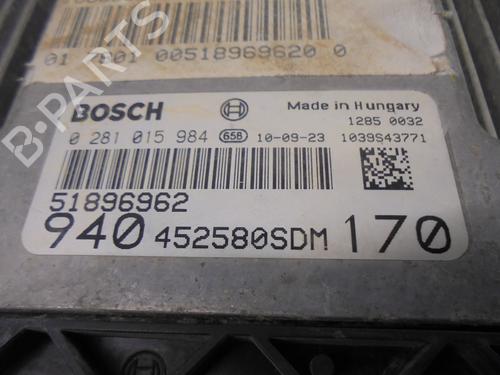 01 S01 00518969620 0
BOSCH
Made in Hungary
1285 0032
0 281 015 984 658 10-09-23 1039S43771
51896962
940 452580SDM 170
B-PARTS